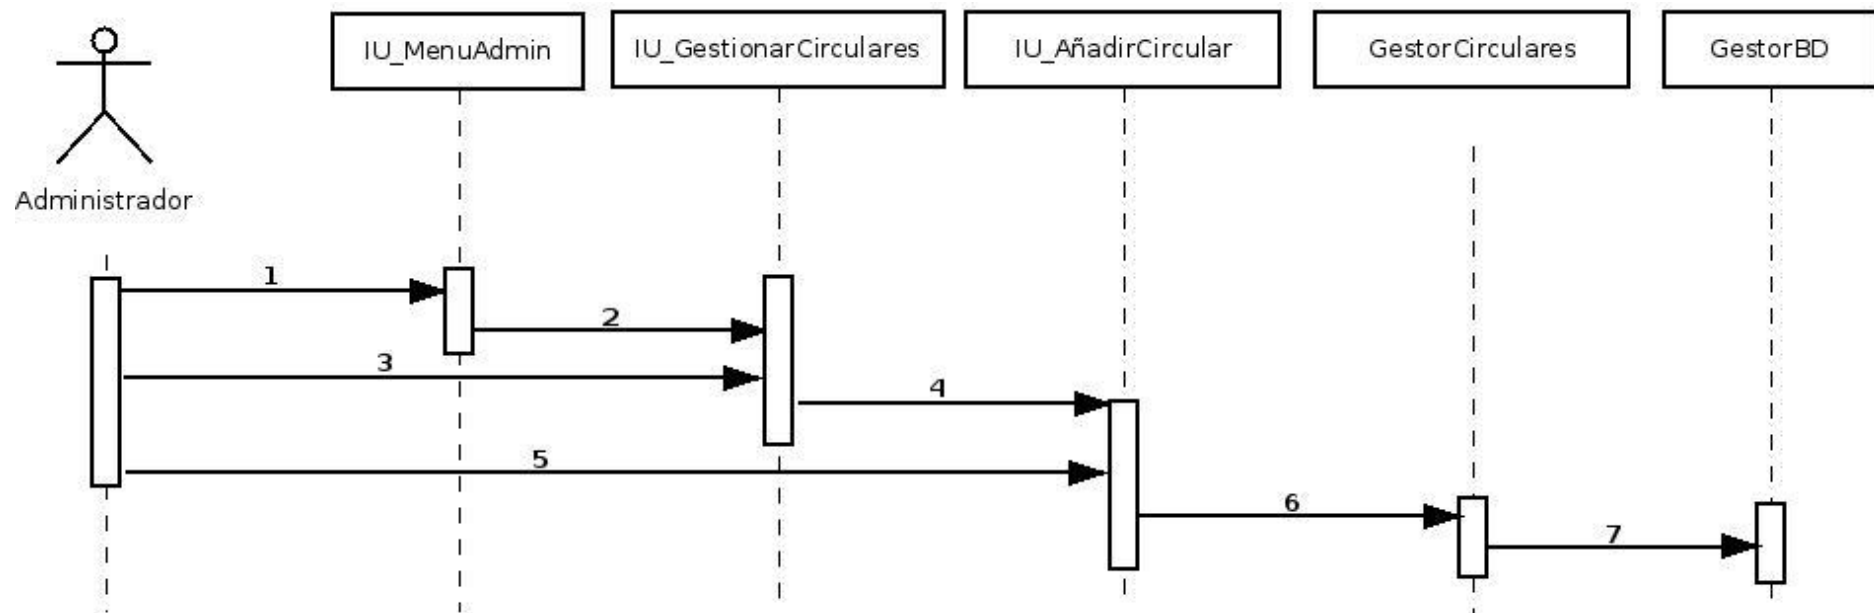 IU_MenuAdmin
IU_GestionarCirculares
IU_AñadirCircular
GestorCirculares
GestorBD
Administrador
1
2
3
4
5
6
7